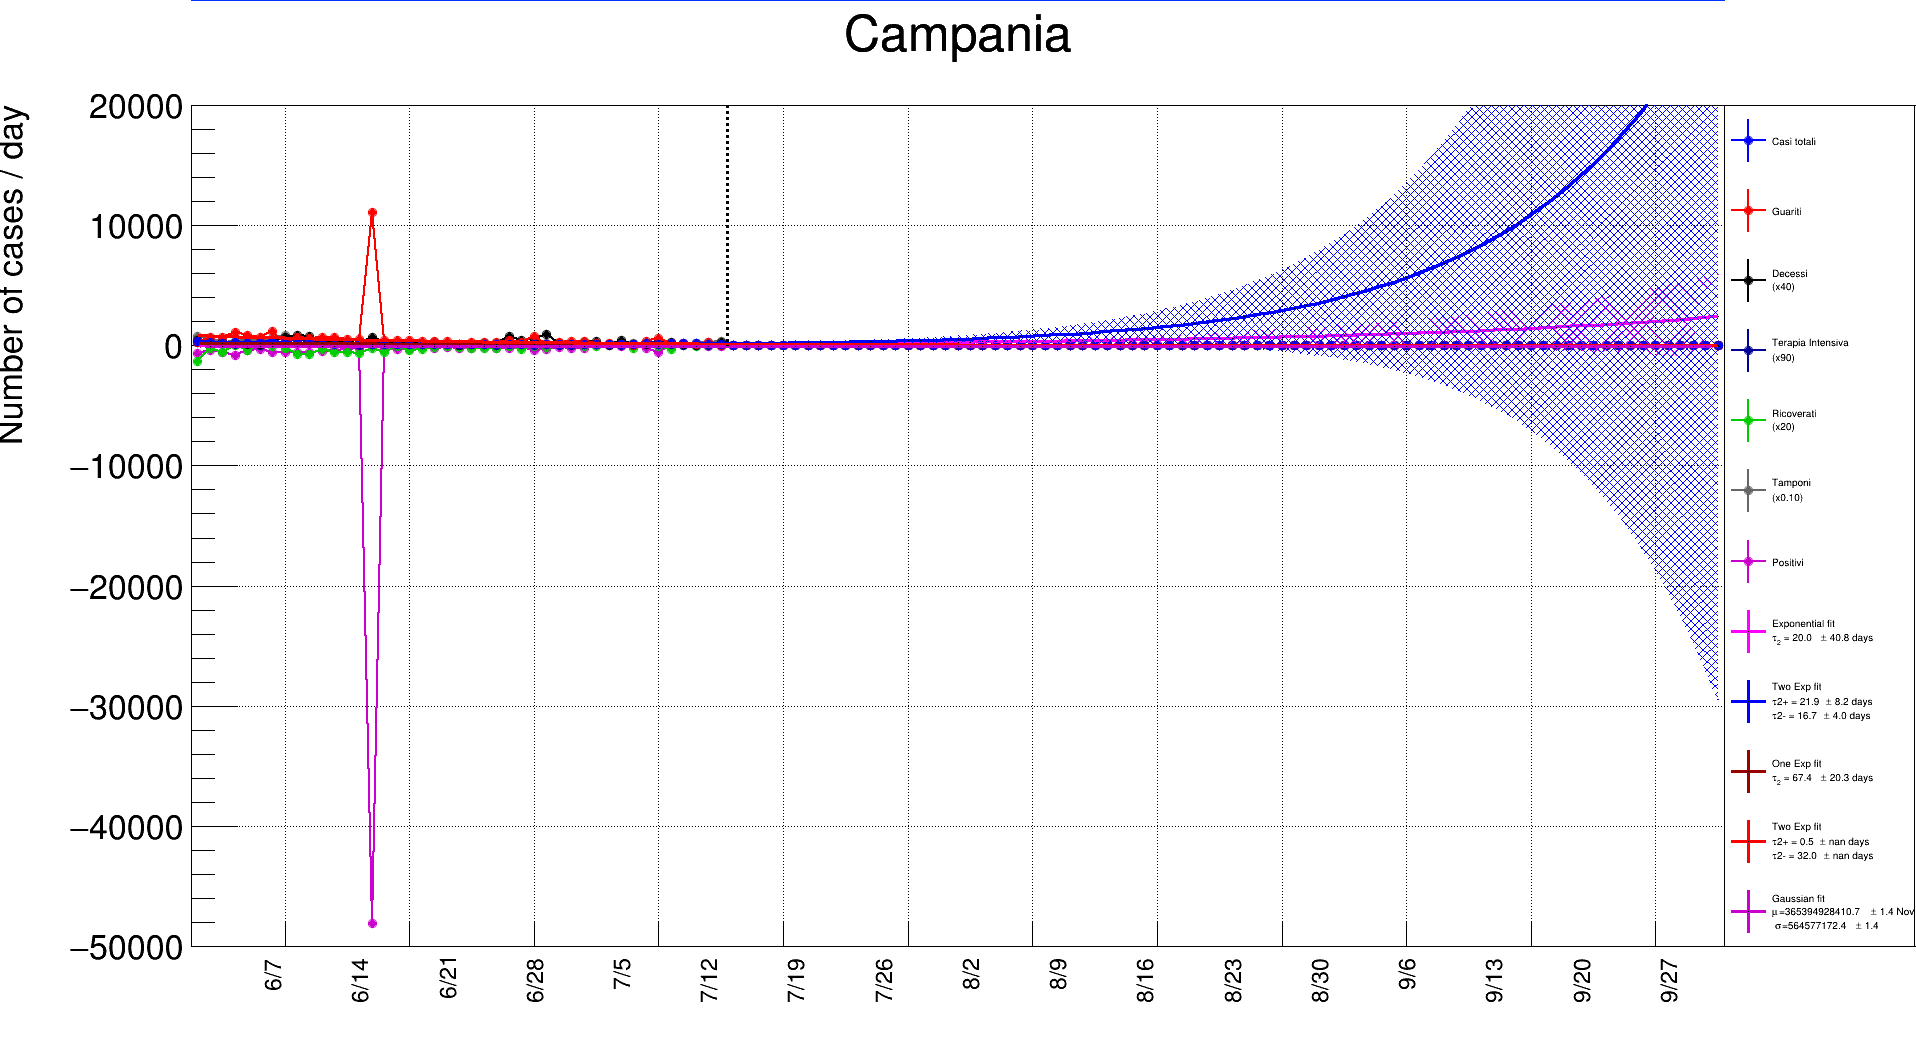 Campania
Number of cases / day
20000
10000
0
−10000
−20000
−30000
−40000
−50000
6/7
6/14
6/21
6/28
7/5
7/12
7/19
7/26
8/2
8/9
8/16
8/23
8/30
9/6
9/13
9/20
9/27
Casi totali
Guariti
Decessi
(x40)
Terapia Intensiva
(x90)
Ricoverati
(x20)
Tamponi
(x0.10)
Positivi
Exponential fit
τ2 = 20.0 ± 40.8 days
Two Exp fit
τ2+ = 21.9 ± 8.2 days
τ2- = 16.7 ± 4.0 days
One Exp fit
τ2 = 67.4 ± 20.3 days
Two Exp fit
τ2+ = 0.5 ± nan days
τ2- = 32.0 ± nan days
Gaussian fit
μ=365394928410.7 ± 1.4 Nov
σ=564577172.4 ± 1.4